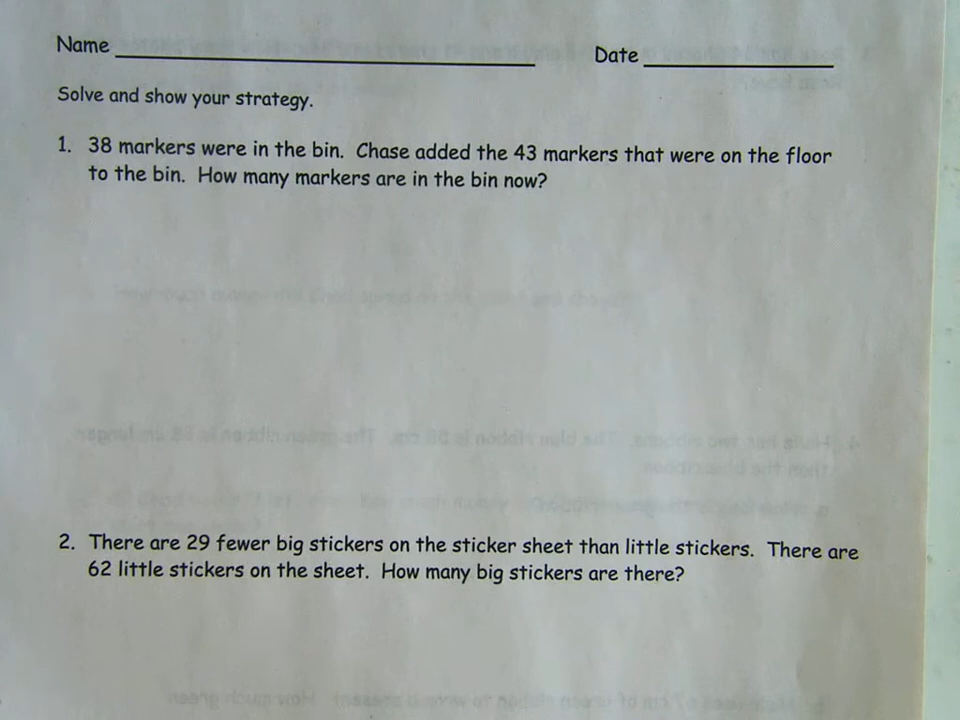 Name Date
Solve and show your strategy.
1. 38 markers were in the bin. Chase added the 43 markers that were on the floor
to the bin. How many markers are in the bin now?
2. There are 29 fewer big stickers on the sticker sheet than little stickers. There are
62 little stickers on the sheet. How many big stickers are there?